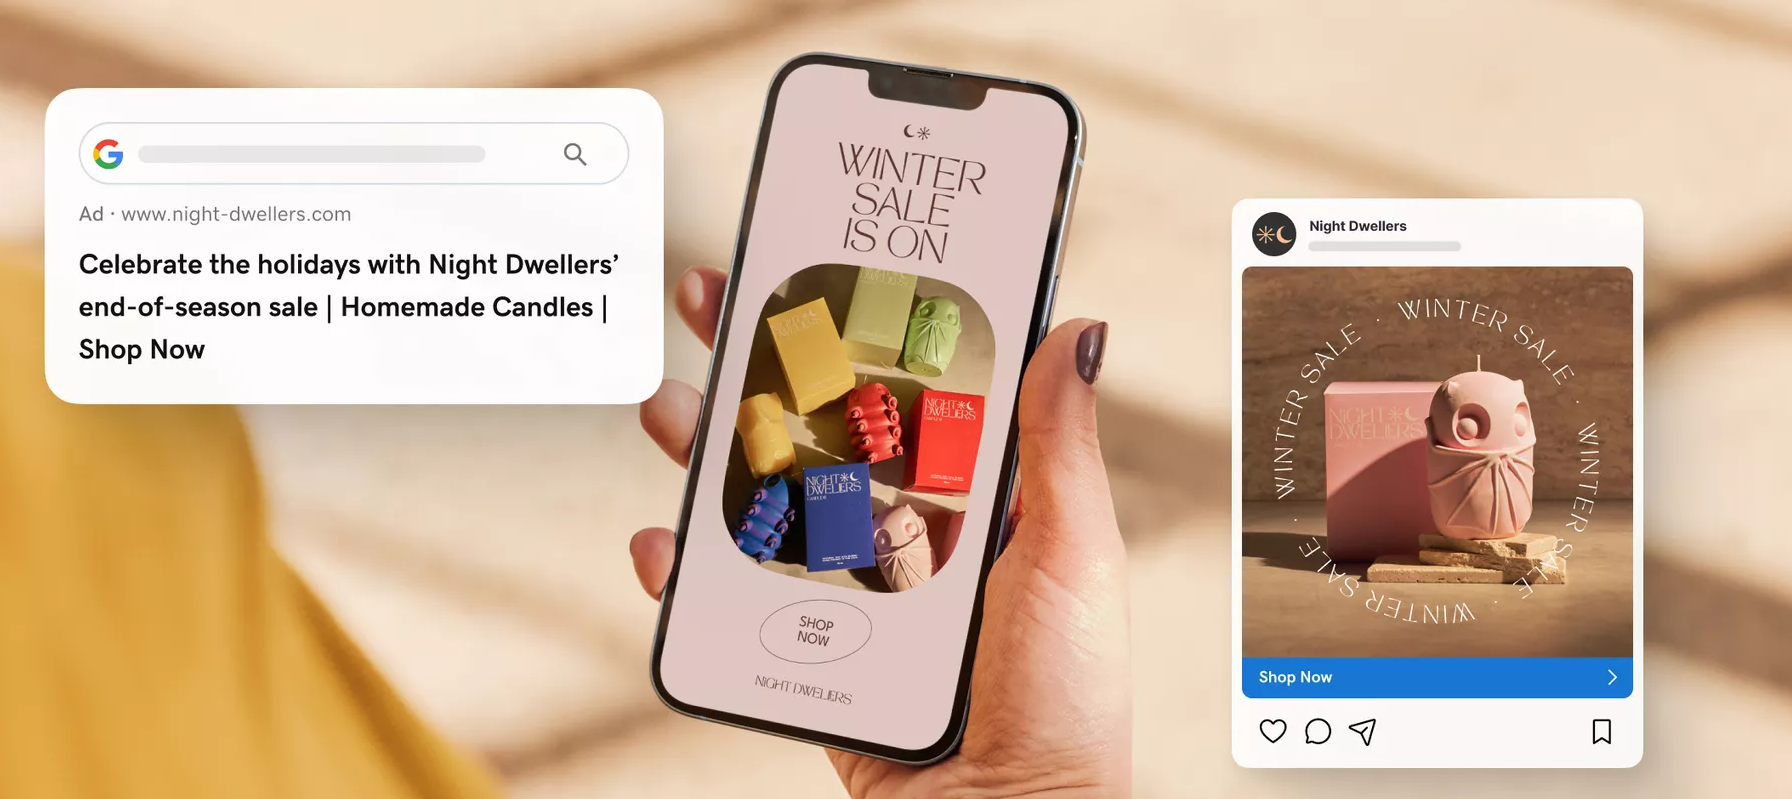 Ad · www.night-dwellers.com
Celebrate the holidays with Night Dwellers’
end-of-season sale | Homemade Candles |
Shop Now
WINTER
SALE
IS ON
NIGHT
DWELLERS
NIGHT
DWELLERS
NIGHT
DWELLERS
SHOP
NOW
NIGHT DWELLERS
Night Dwellers
WINTER SALE · WINTER SALE · WINTER SALE · WINTER SALE ·
NIGHT
DWELLERS
Shop Now